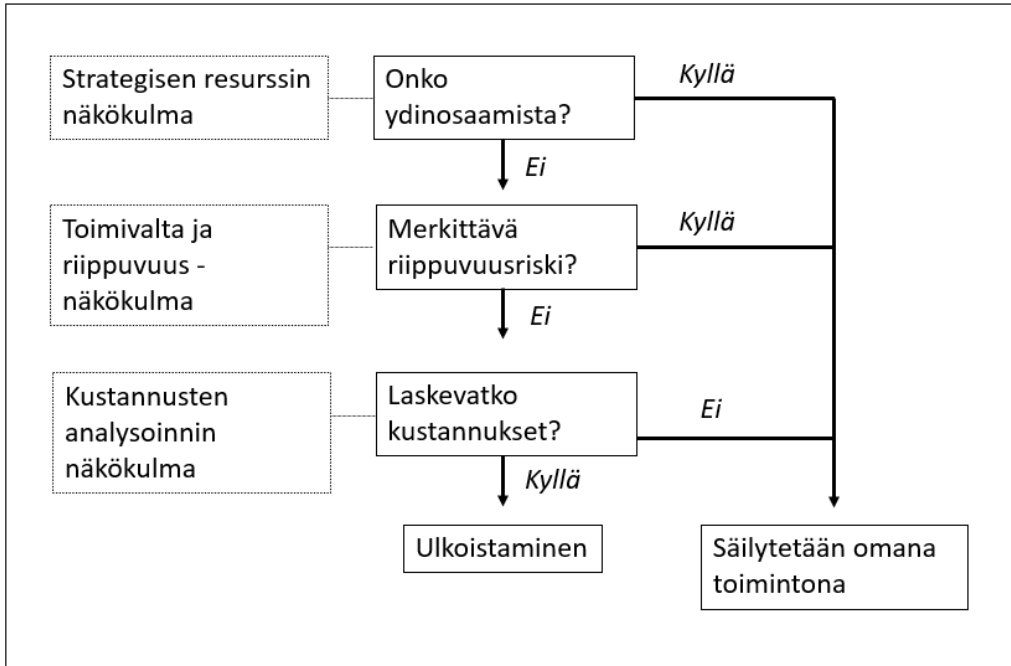 Strategisen resurssin
näkökulma
Onko
ydinosaamista?
Kyllä
Ei
Toimivalta ja
riippuvuus -
näkökulma
Merkittävä
riippuvuusriski?
Kyllä
Ei
Kustannusten
analysoinnin
näkökulma
Laskevatko
kustannukset?
Ei
Kyllä
Ulkoistaminen
Säilytetään omana
toimintona